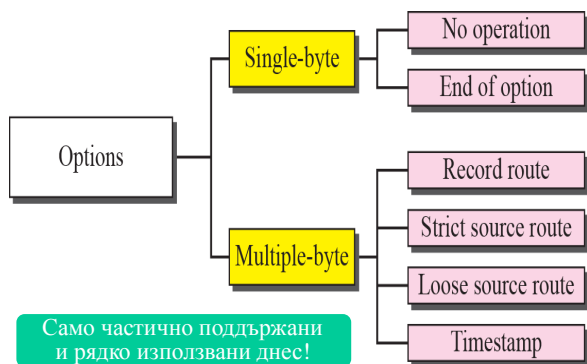 Options
Single-byte
No operation
End of option
Multiple-byte
Record route
Strict source route
Loose source route
Timestamp
Само частично поддържани
и рядко използвани днес!